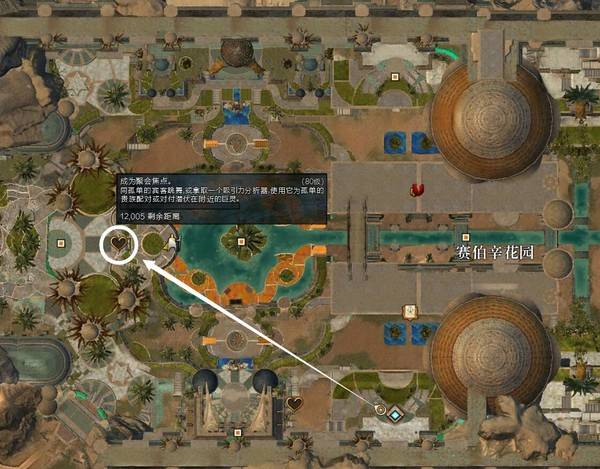 成为聚会焦点。 (80级)
同孤单的宾客跳舞,或拿取一个吸引力分析器,使用它为孤单的
贵族配对或对付潜伏在附近的巨灵。
12,005 剩余距离
赛伯辛花园